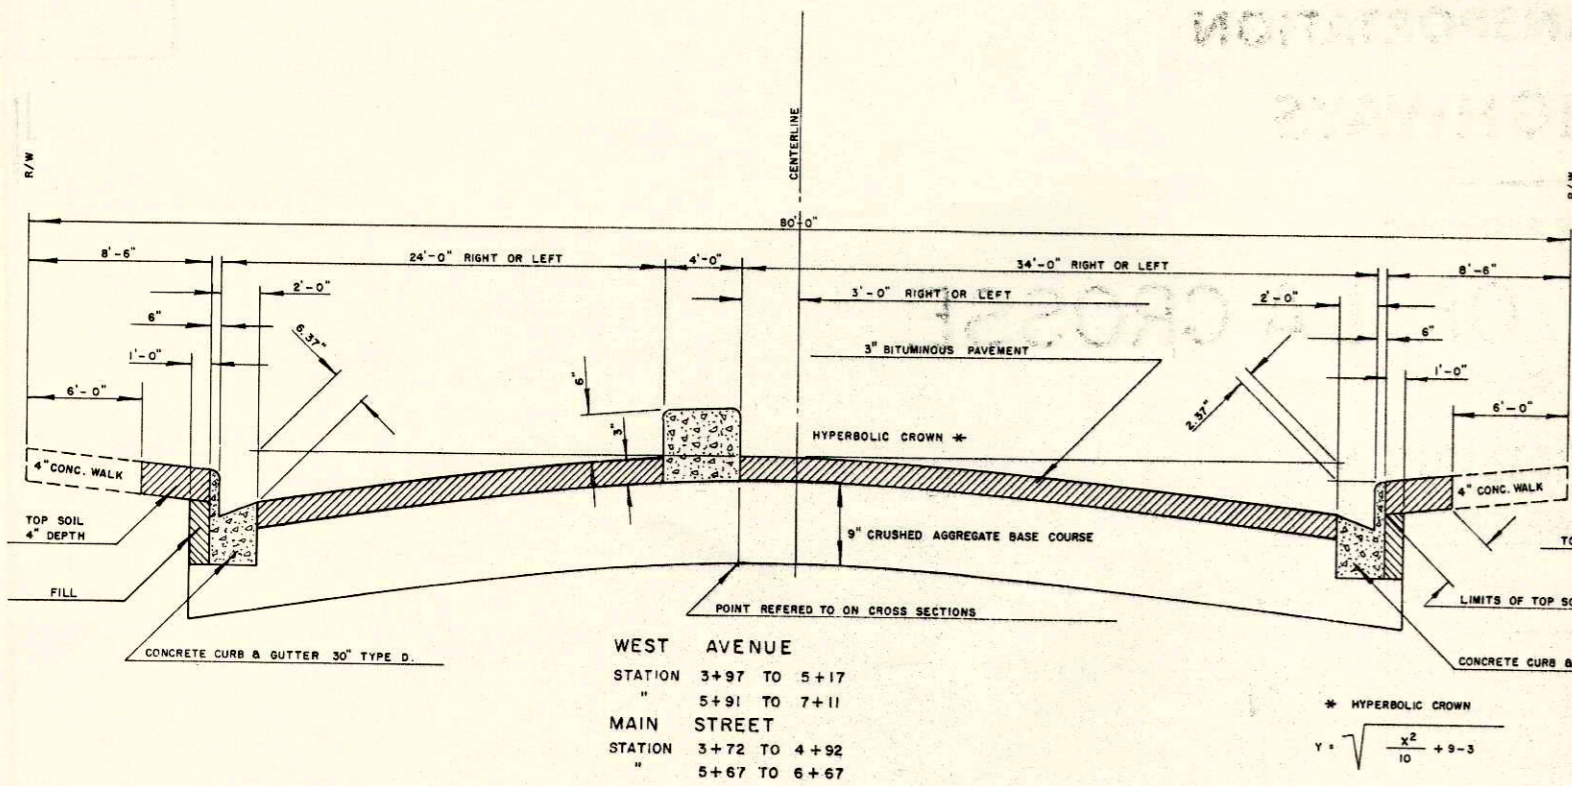 R/W
CENTERLINE
R/W
80'-0"
8'-6"
24'-0" RIGHT OR LEFT
4'-0"
34'-0" RIGHT OR LEFT
8'-6"
2'-0"
3'-0" RIGHT OR LEFT
2'-0"
6"
6.37"
6"
1'-0"
3" BITUMINOUS PAVEMENT
1'-0"
6'-0"
6"
2.37"
6'-0"
3"
HYPERBOLIC CROWN *
4" CONC. WALK
4" CONC. WALK
TOP SOIL
4" DEPTH
9" CRUSHED AGGREGATE BASE COURSE
TO
FILL
POINT REFERED TO ON CROSS SECTIONS
LIMITS OF TOP SO
CONCRETE CURB & GUTTER 30" TYPE D.
CONCRETE CURB &
WEST AVENUE
STATION 3+97 TO 5+17
" 5+91 TO 7+11
MAIN STREET
STATION 3+72 TO 4+92
" 5+67 TO 6+67
* HYPERBOLIC CROWN
Y = √ X²/10 + 9-3